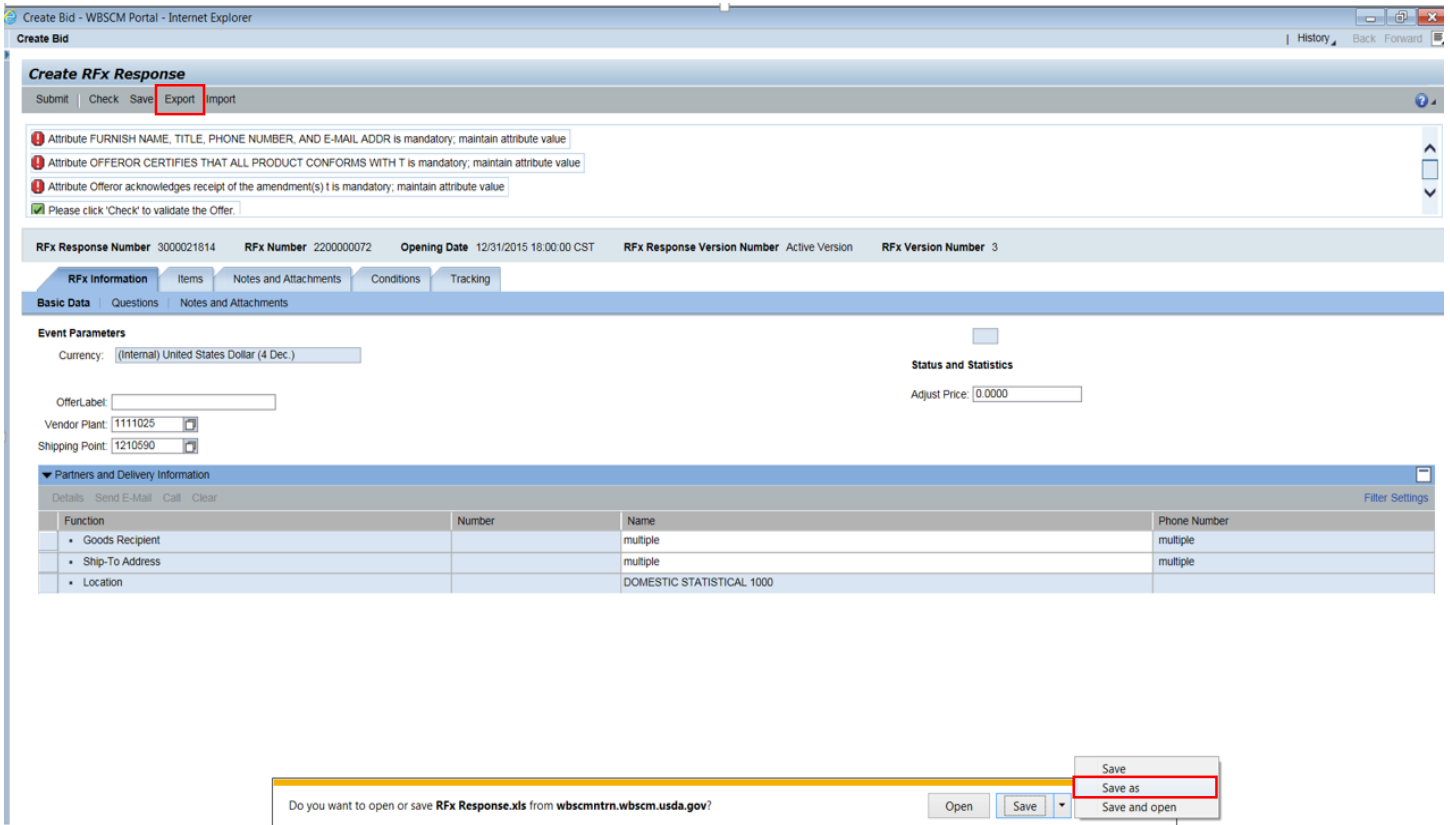 Create Bid - WBSCM Portal - Internet Explorer
Create Bid | History Back Forward
Create RFx Response
Submit | Check Save Export Import
Attribute FURNISH NAME, TITLE, PHONE NUMBER, AND E-MAIL ADDR is mandatory; maintain attribute value
Attribute OFFEROR CERTIFIES THAT ALL PRODUCT CONFORMS WITH T is mandatory; maintain attribute value
Attribute Offeror acknowledges receipt of the amendment(s) t is mandatory; maintain attribute value
Please click 'Check' to validate the Offer.
RFx Response Number 3000021814 RFx Number 2200000072 Opening Date 12/31/2015 18:00:00 CST RFx Response Version Number Active Version RFx Version Number 3
RFx Information Items Notes and Attachments Conditions Tracking
Basic Data | Questions | Notes and Attachments
Event Parameters
Currency: (Internal) United States Dollar (4 Dec.)
Status and Statistics
OfferLabel: Adjust Price: 0.0000
Vendor Plant: 1111025
Shipping Point: 1210590
Partners and Delivery Information
Details Send E-Mail Call Clear Filter Settings
Function Number Name Phone Number
Goods Recipient multiple multiple
Ship-To Address multiple multiple
Location DOMESTIC STATISTICAL 1000
Save
Save as
Save and open
Do you want to open or save RFx Response.xls from wbscmntrn.wbscm.usda.gov? Open Save